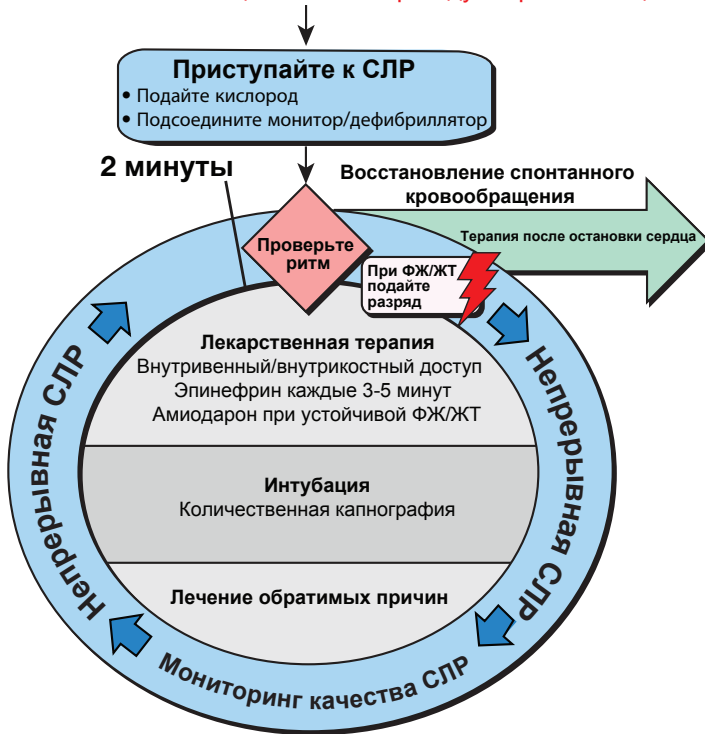 Приступайте к СЛР
• Подайте кислород
• Подсоедините монитор/дефибриллятор
2 минуты
Восстановление спонтанного
кровообращения
Терапия после остановки сердца
Проверьте
ритм
При ФЖ/ЖТ
подайте
разряд
Лекарственная терапия
Внутривенный/внутрикостный доступ
Эпинефрин каждые 3-5 минут
Амиодарон при устойчивой ФЖ/ЖТ
Интубация
Количественная капнография
Лечение обратимых причин
Непрерывная СЛР
Непрерывная СЛР
Мониторинг качества СЛР